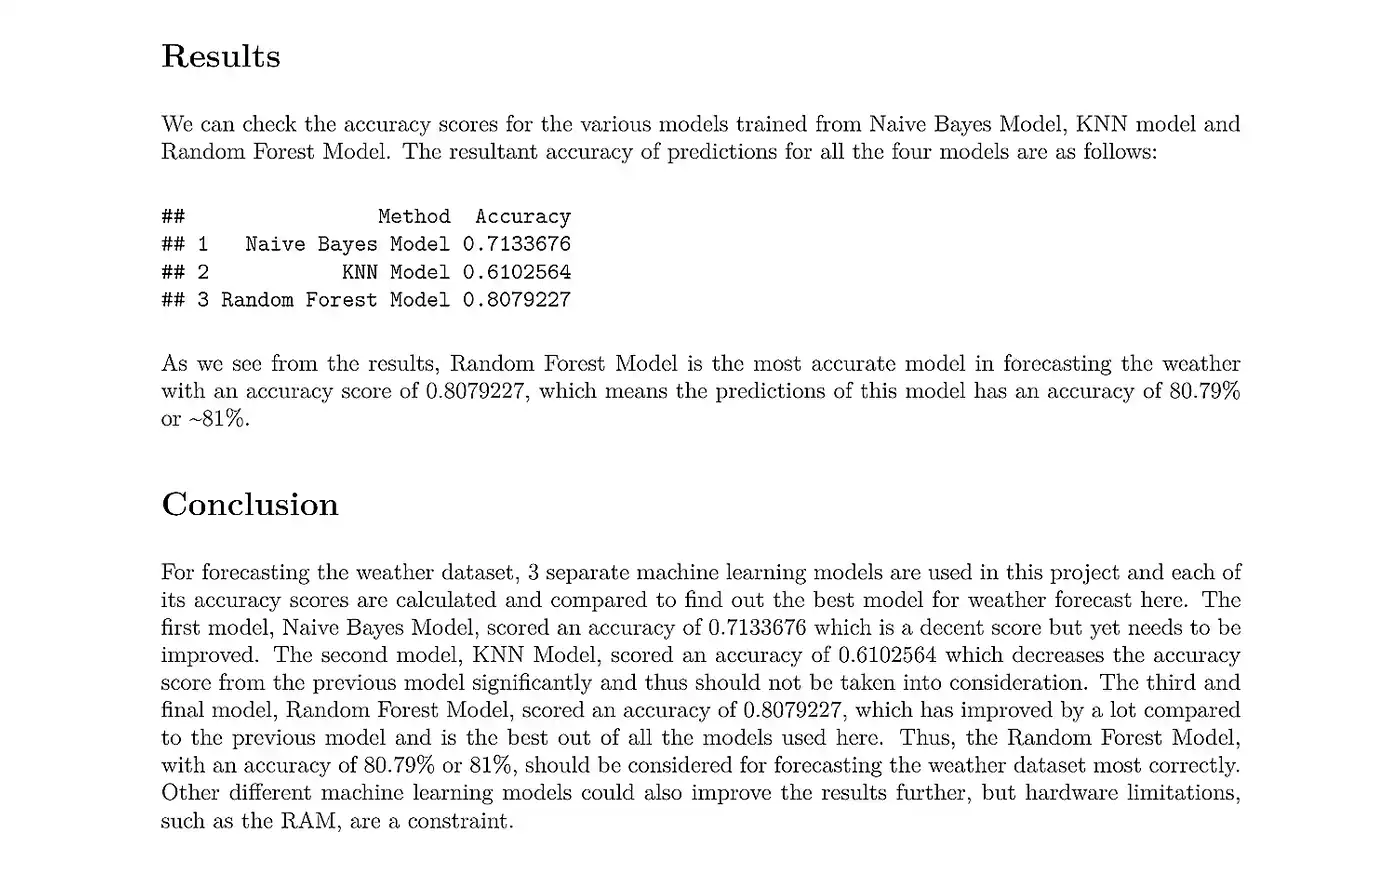 Results
We can check the accuracy scores for the various models trained from Naive Bayes Model, KNN model and
Random Forest Model. The resultant accuracy of predictions for all the four models are as follows:
## Method Accuracy
## 1 Naive Bayes Model 0.7133676
## 2 KNN Model 0.6102564
## 3 Random Forest Model 0.8079227
As we see from the results, Random Forest Model is the most accurate model in forecasting the weather
with an accuracy score of 0.8079227, which means the predictions of this model has an accuracy of 80.79%
or ~81%.
Conclusion
For forecasting the weather dataset, 3 separate machine learning models are used in this project and each of
its accuracy scores are calculated and compared to find out the best model for weather forecast here. The
first model, Naive Bayes Model, scored an accuracy of 0.7133676 which is a decent score but yet needs to be
improved. The second model, KNN Model, scored an accuracy of 0.6102564 which decreases the accuracy
score from the previous model significantly and thus should not be taken into consideration. The third and
final model, Random Forest Model, scored an accuracy of 0.8079227, which has improved by a lot compared
to the previous model and is the best out of all the models used here. Thus, the Random Forest Model,
with an accuracy of 80.79% or 81%, should be considered for forecasting the weather dataset most correctly.
Other different machine learning models could also improve the results further, but hardware limitations,
such as the RAM, are a constraint.